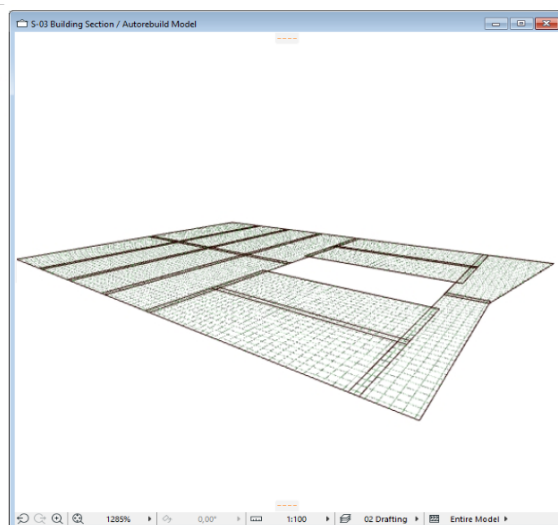 S-03 Building Section / Autorebuild Model
1285% 0,00° 1:100 02 Drafting Entire Model